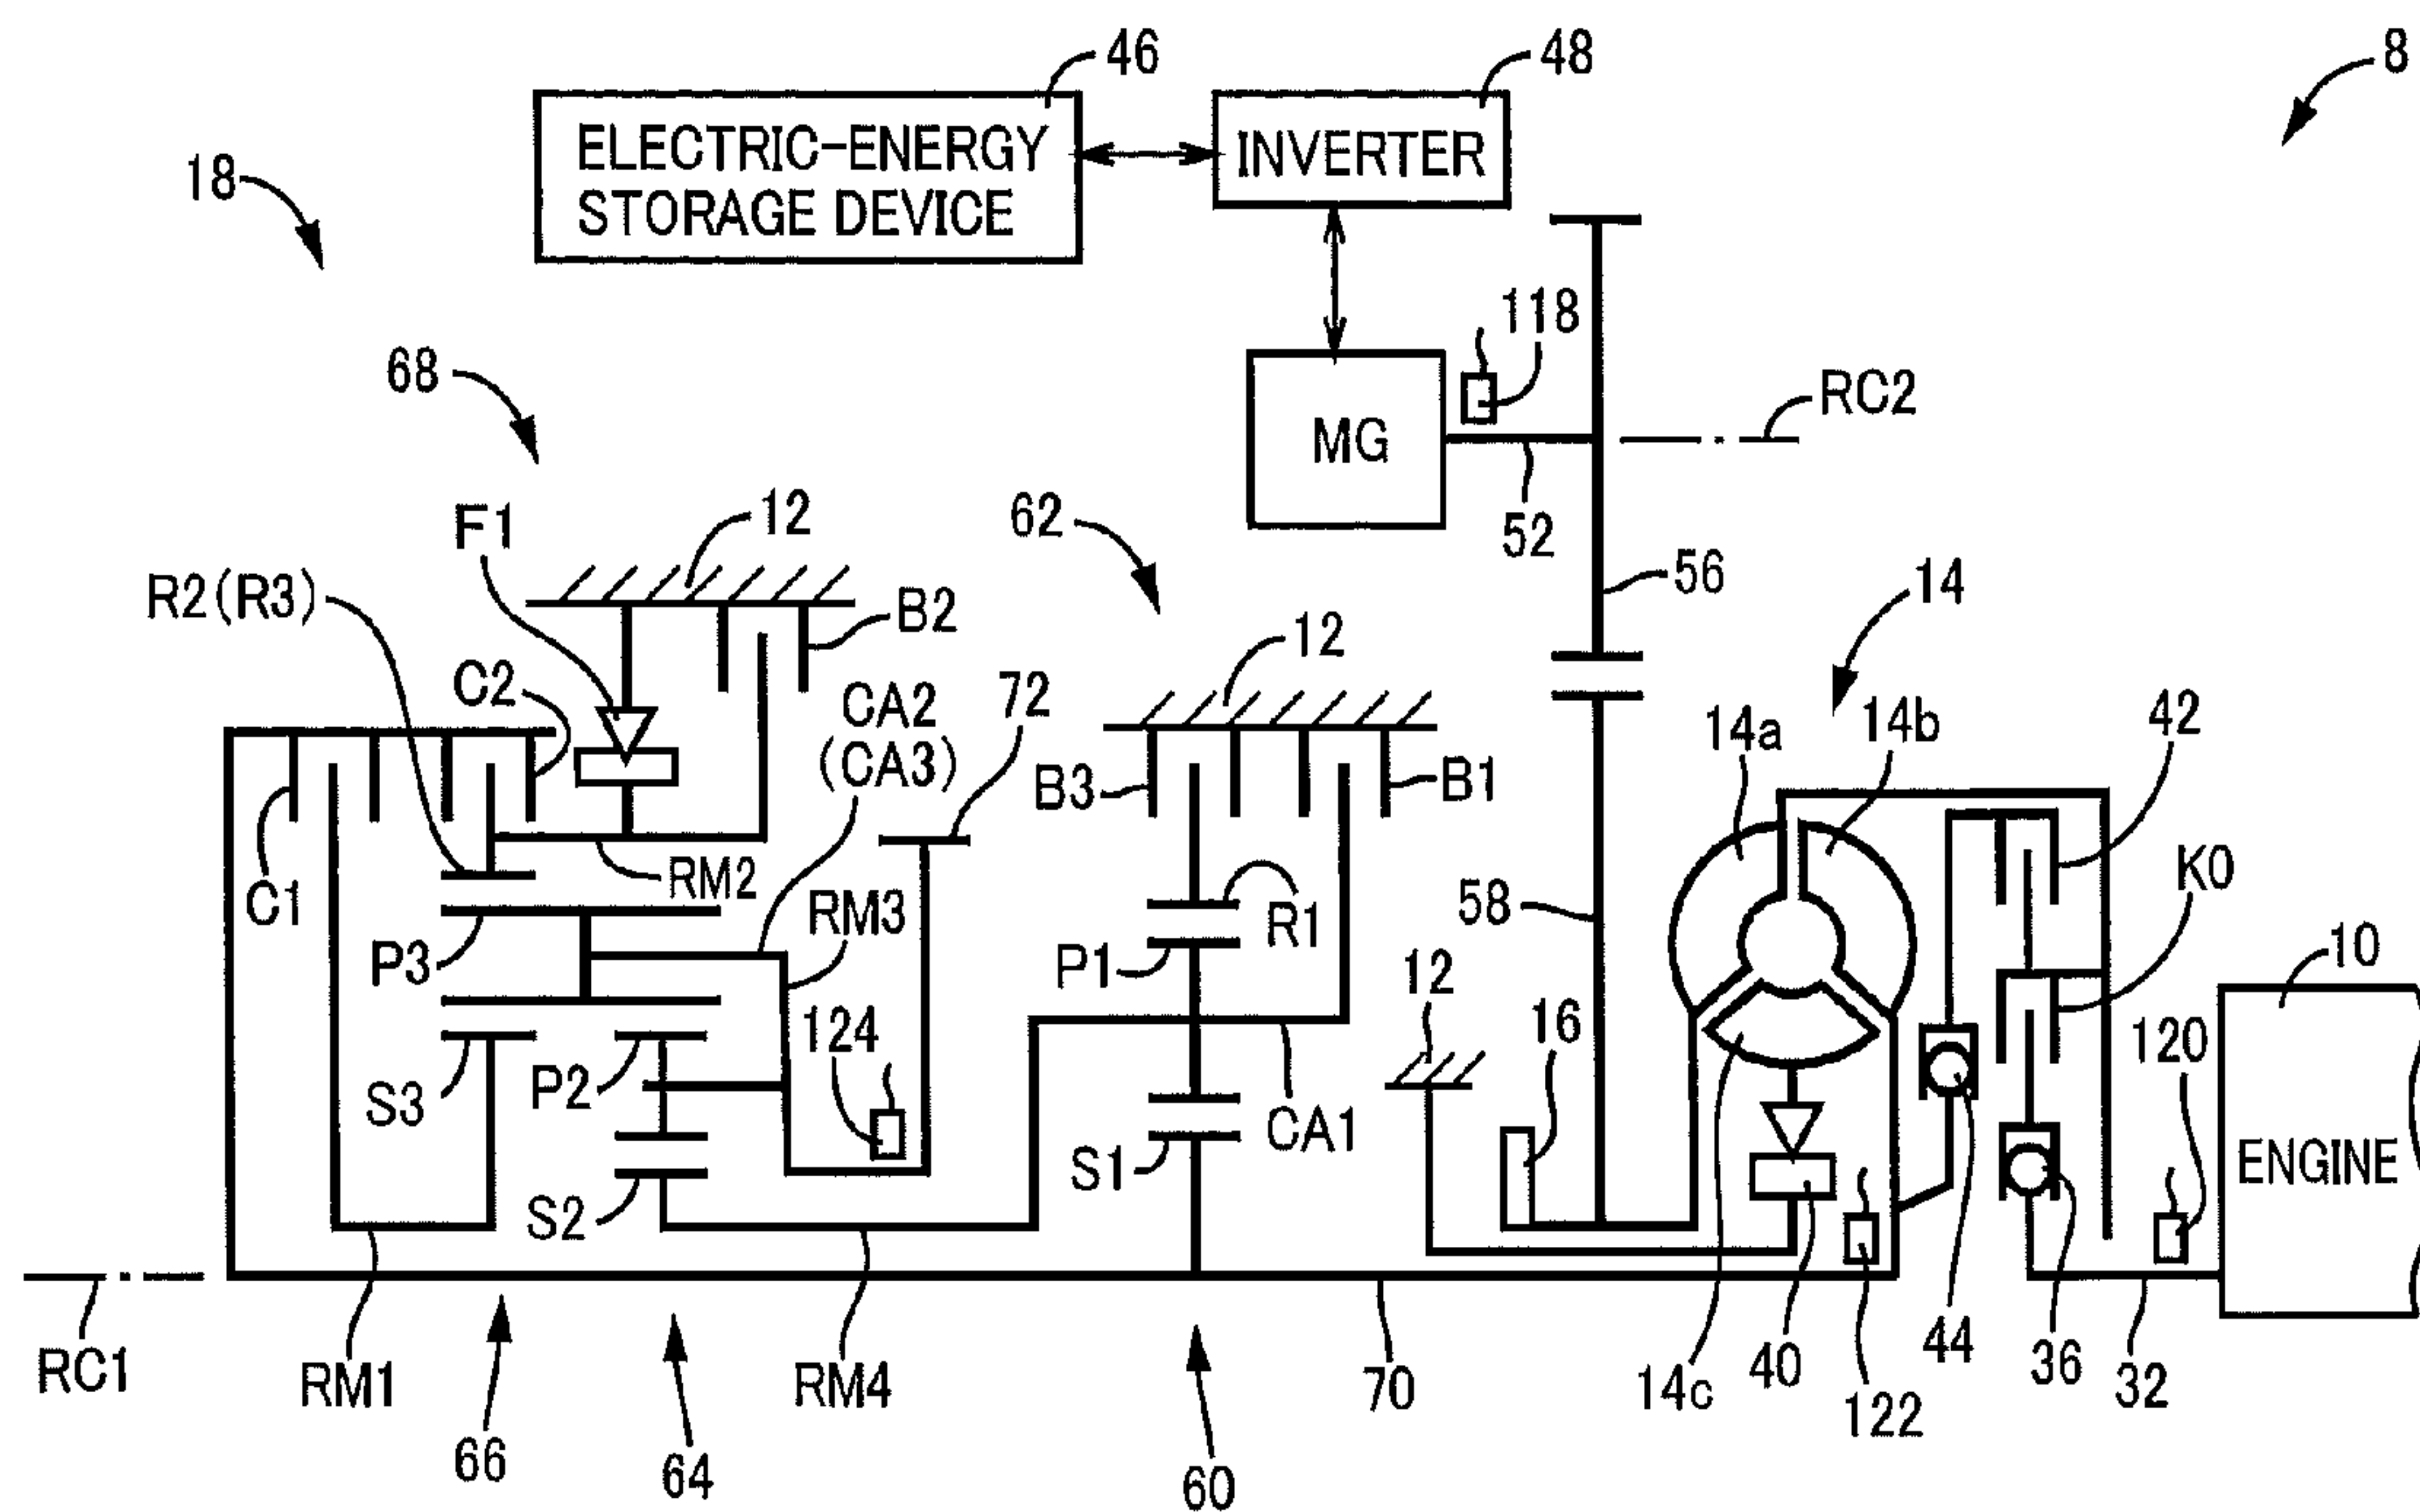 46
48
8
ELECTRIC-ENERGY
STORAGE DEVICE
INVERTER
18
118
68
RC2
MG
F1
12
62
52
R2(R3)
56
14
B2
12
C2
CA2
(CA3)
72
14a
14b
42
B3
B1
C1
RM2
RM3
R1
58
K0
P3
P1
12
10
124
16
120
S3
P2
CA1
S1
ENGINE
S2
RC1
RM1
RM4
70
14c
40
44
36
32
122
66
64
60